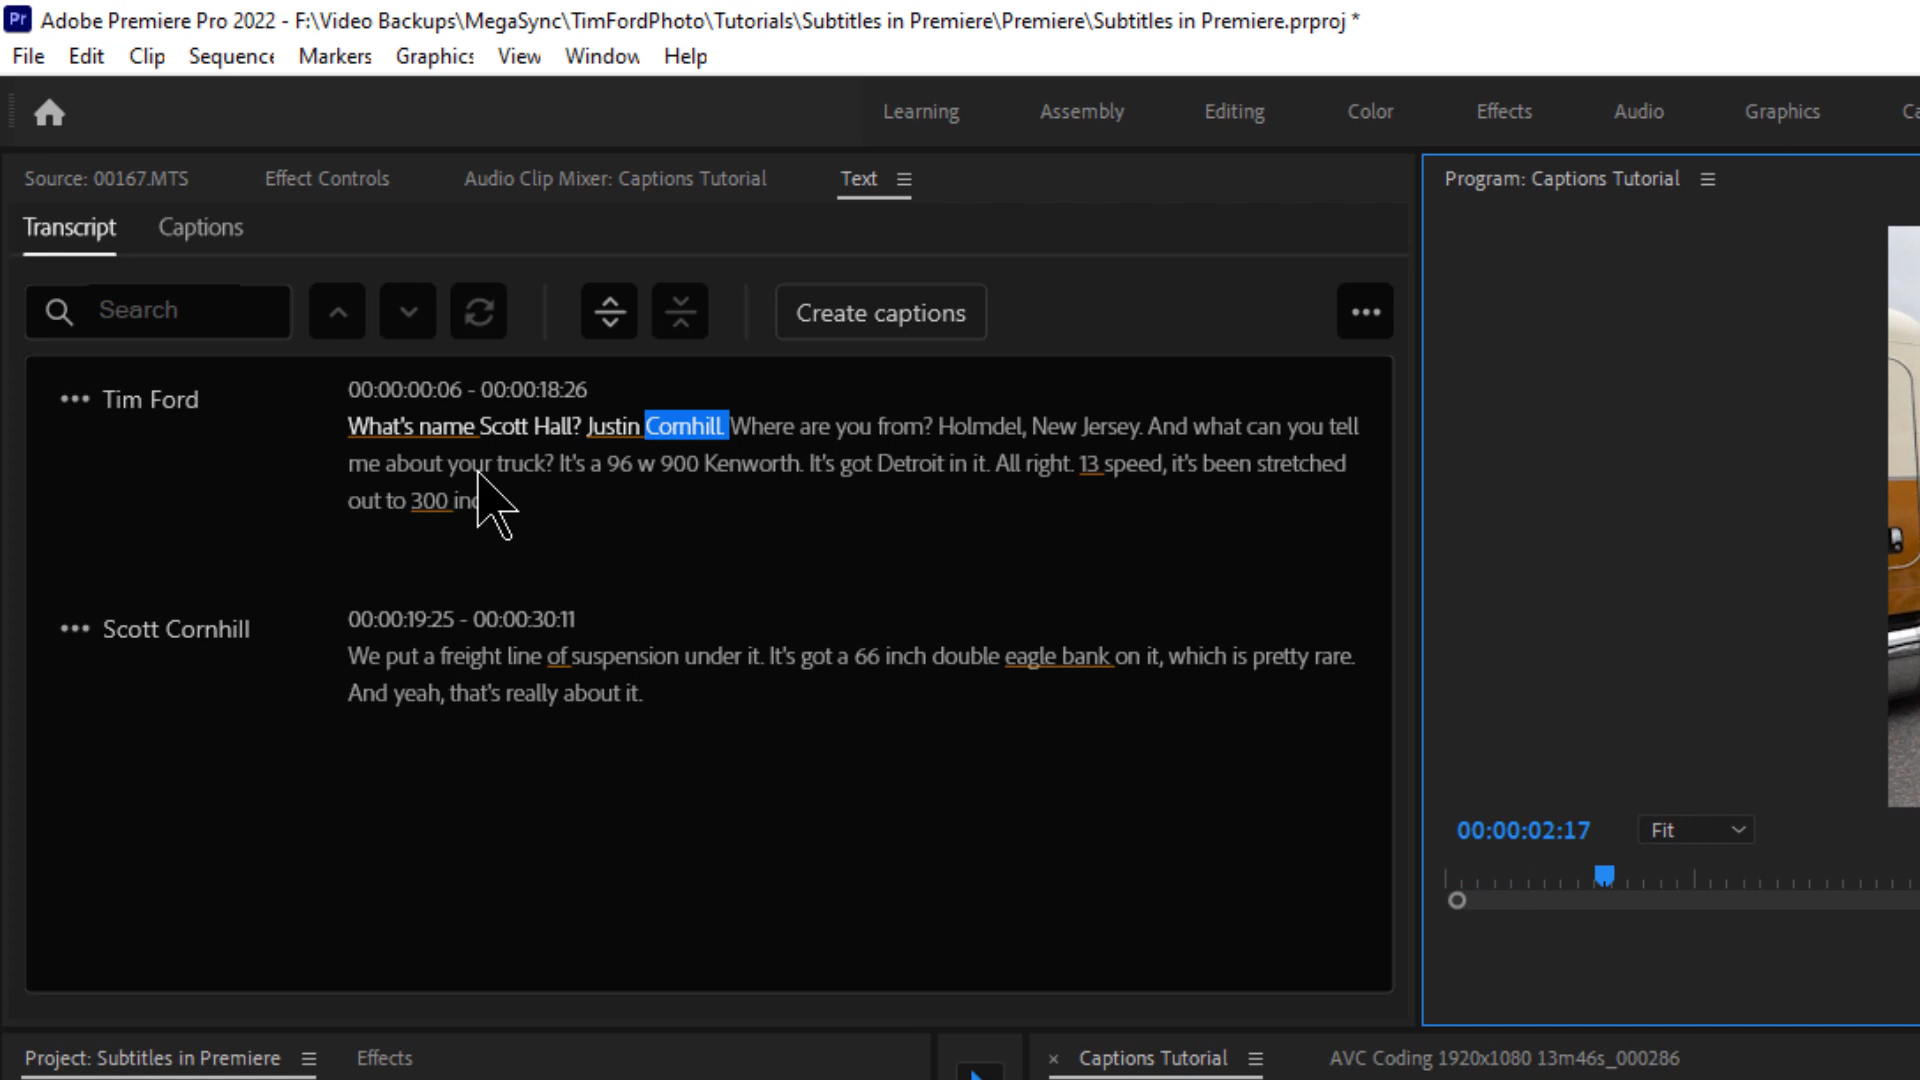 Adobe Premiere Pro 2022 - F:\Video Backups\MegaSync\TimFordPhoto\Tutorials\Subtitles in Premiere\Premiere\Subtitles in Premiere.prproj *
File Edit Clip Sequence Markers Graphics View Window Help
Learning Assembly Editing Color Effects Audio Graphics
Source: 00167.MTS Effect Controls Audio Clip Mixer: Captions Tutorial Text
Program: Captions Tutorial
Transcript Captions
Search
Create captions
Tim Ford
00:00:00:06 - 00:00:18:26
What's name Scott Hall? Justin Cornhill. Where are you from? Holmdel, New Jersey. And what can you tell
me about your truck? It's a 96 w 900 Kenworth. It's got Detroit in it. All right. 13 speed, it's been stretched
out to 300
Scott Cornhill
00:00:19:25 - 00:00:30:11
We put a freight line of suspension under it. It's got a 66 inch double eagle bank on it, which is pretty rare.
And yeah, that's really about it.
00:00:02:17 Fit
Project: Subtitles in Premiere Effects
Captions Tutorial AVC Coding 1920x1080 13m46s_000286